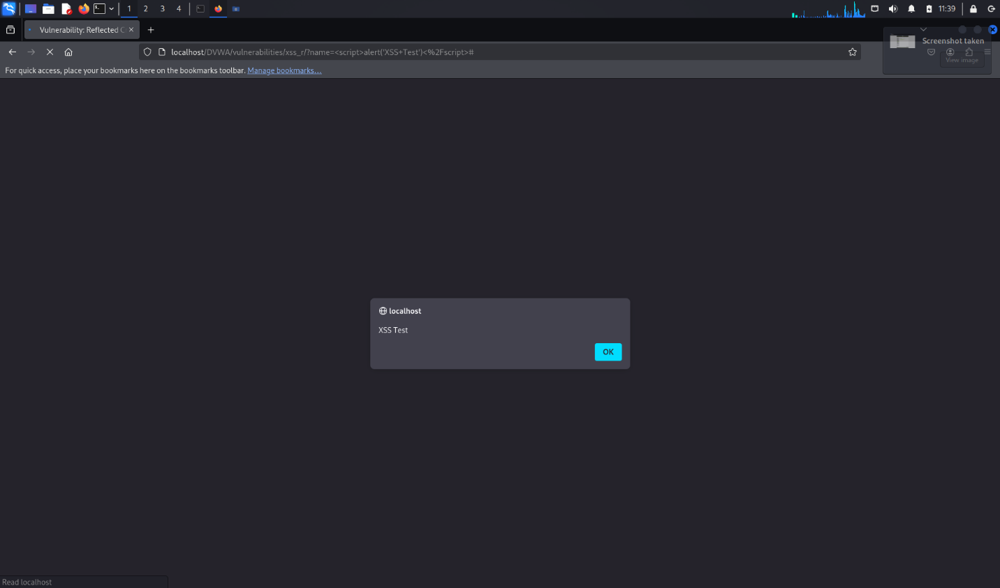 1 2 3 4 11:39
Vulnerability: Reflected C
Screenshot taken
localhost/DVWA/vulnerabilities/xss_r/?name=<script>alert('XSS+Test')<%2Fscript>#
View image
For quick access, place your bookmarks here on the bookmarks toolbar. Manage bookmarks...
localhost
XSS Test
OK
Read localhost